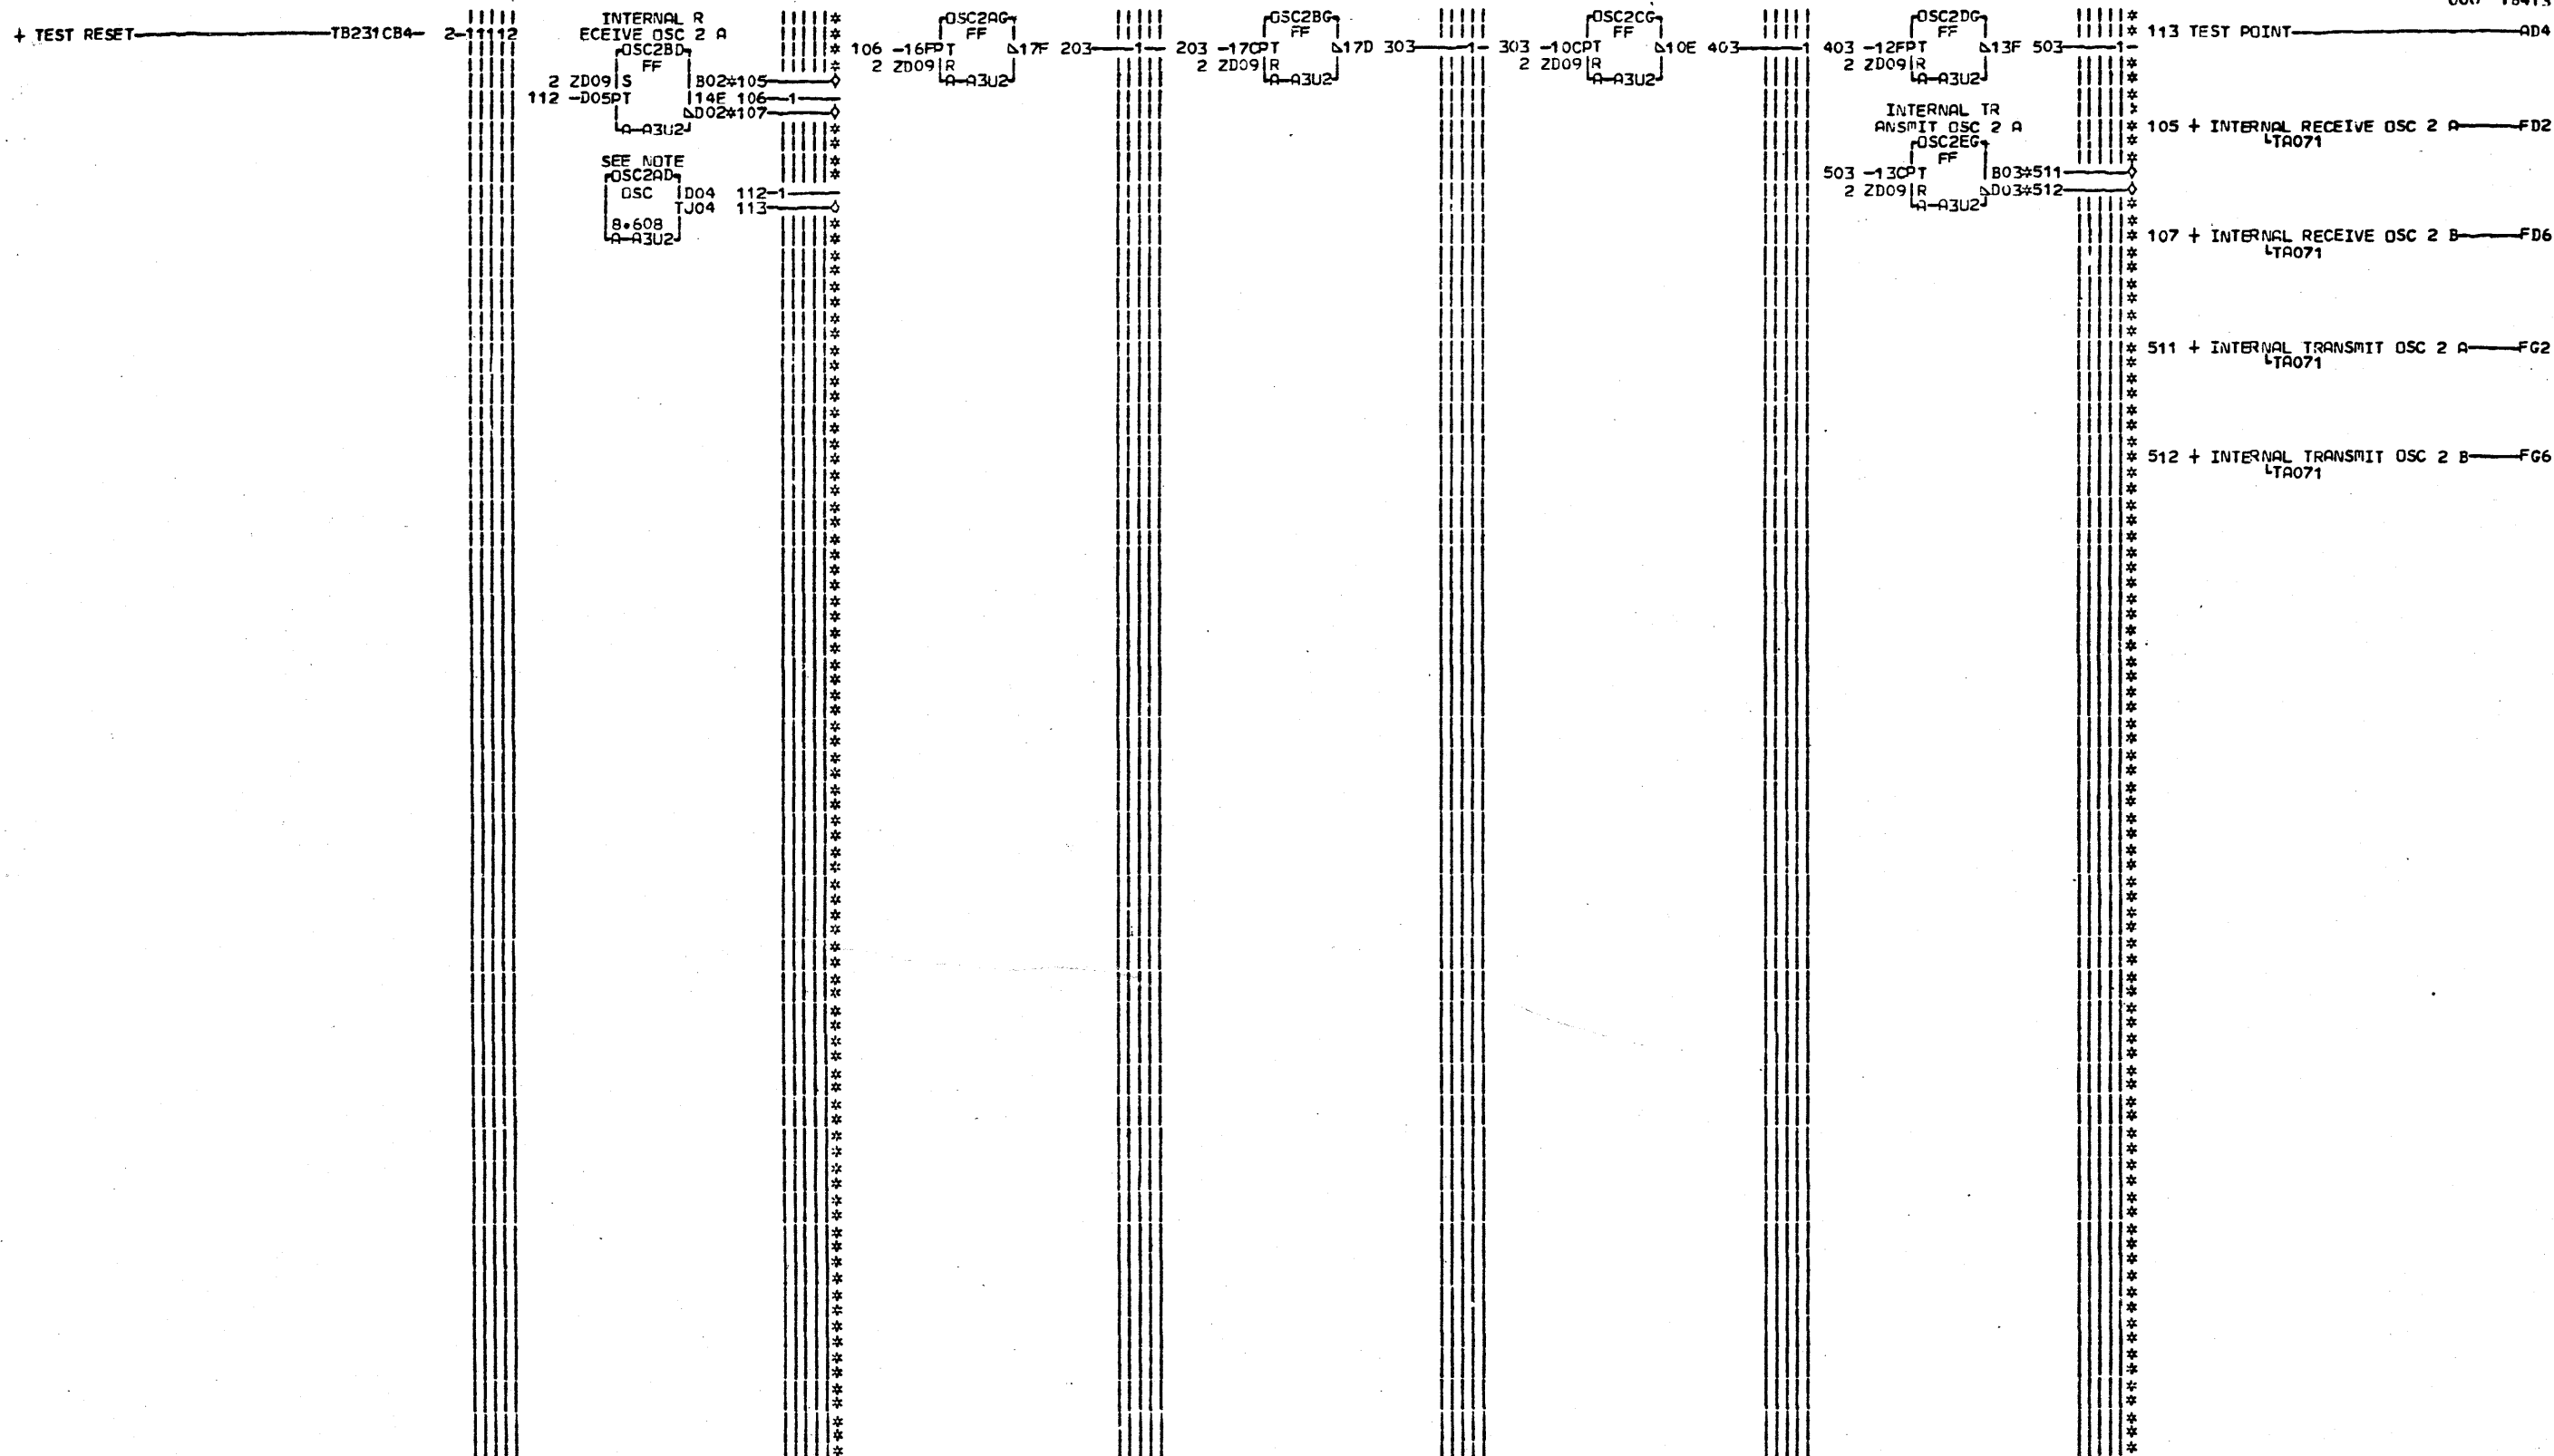 + TEST RESET TB231CB4- 2-11112
INTERNAL R
ECEIVE OSC 2 A
OSC2BD
FF
2 ZD09 S B02*105
112 -D05PT 14E 106-1
D02*107
A-A3U2
SEE NOTE
OSC2AD
OSC D04 112-1
TJ04 113
8.608
A-A3U2
OSC2AG
FF
106 -16FPT 17F 203-1-
2 ZD09 R
A-A3U2
OSC2BG
FF
203 -17CPT 17D 303-1-
2 ZD09 R
A-A3U2
OSC2CG
FF
303 -10CPT 10E 403-1
2 ZD09 R
A-A3U2
OSC2DG
FF
403 -12FPT 13F 503-1-
2 ZD09 R
A-A3U2
INTERNAL TR
ANSMIT OSC 2 A
OSC2EG
FF
503 -13CPT B03*511
2 ZD09 R D03*512
A-A3U2
113 TEST POINT AD4
105 + INTERNAL RECEIVE OSC 2 A FD2
TA071
107 + INTERNAL RECEIVE OSC 2 B FD6
TA071
511 + INTERNAL TRANSMIT OSC 2 A FG2
TA071
512 + INTERNAL TRANSMIT OSC 2 B FG6
TA071